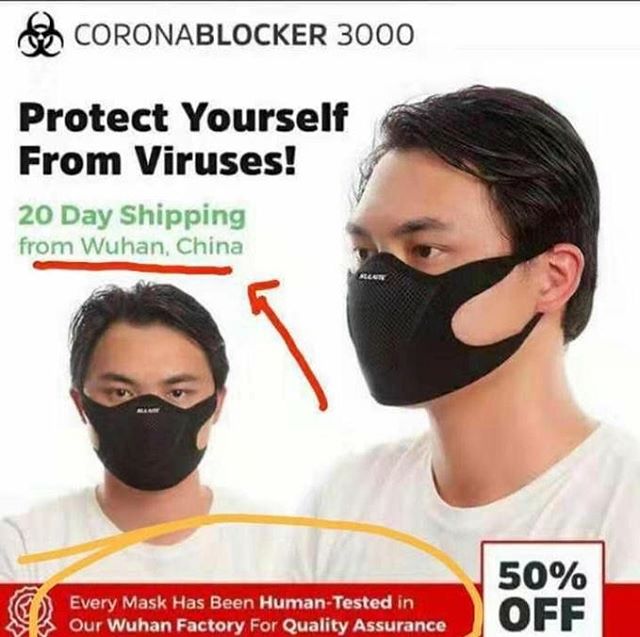 CORONABLOCKER 3000
Protect Yourself
From Viruses!
20 Day Shipping
from Wuhan, China
50%
OFF
Every Mask Has Been Human-Tested in
Our Wuhan Factory For Quality Assurance